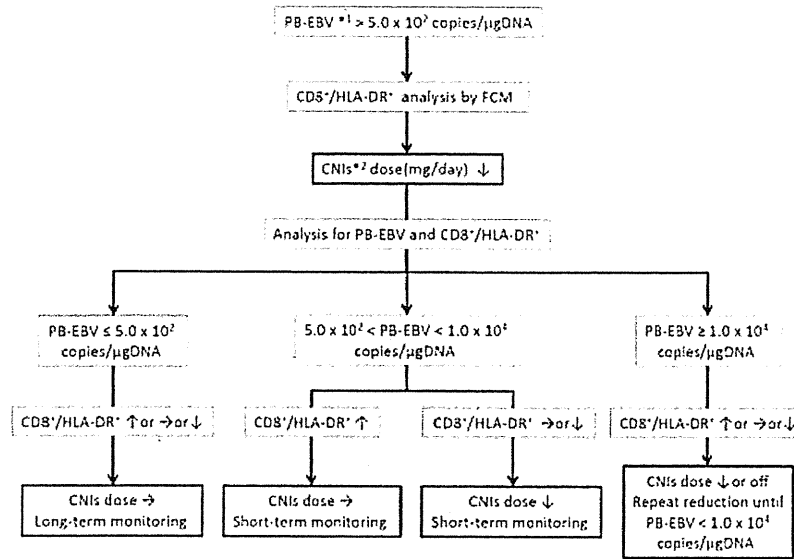 PB-EBV *¹ > 5.0 x 10² copies/μgDNA
CD8⁺/HLA-DR⁺ analysis by FCM
CNIs*² dose(mg/day) ↓
Analysis for PB-EBV and CD8⁺/HLA-DR⁺
PB-EBV ≤ 5.0 x 10²
copies/μgDNA
5.0 x 10² < PB-EBV < 1.0 x 10⁴
copies/μgDNA
PB-EBV ≥ 1.0 x 10⁴
copies/μgDNA
CD8⁺/HLA-DR⁺ ↑ or → or ↓
CD8⁺/HLA-DR⁺ ↑
CD8⁺/HLA-DR⁺ → or ↓
CD8⁺/HLA-DR⁺ ↑ or → or ↓
CNIs dose →
Long-term monitoring
CNIs dose →
Short-term monitoring
CNIs dose ↓
Short-term monitoring
CNIs dose ↓ or off
Repeat reduction until
PB-EBV < 1.0 x 10⁴
copies/μgDNA